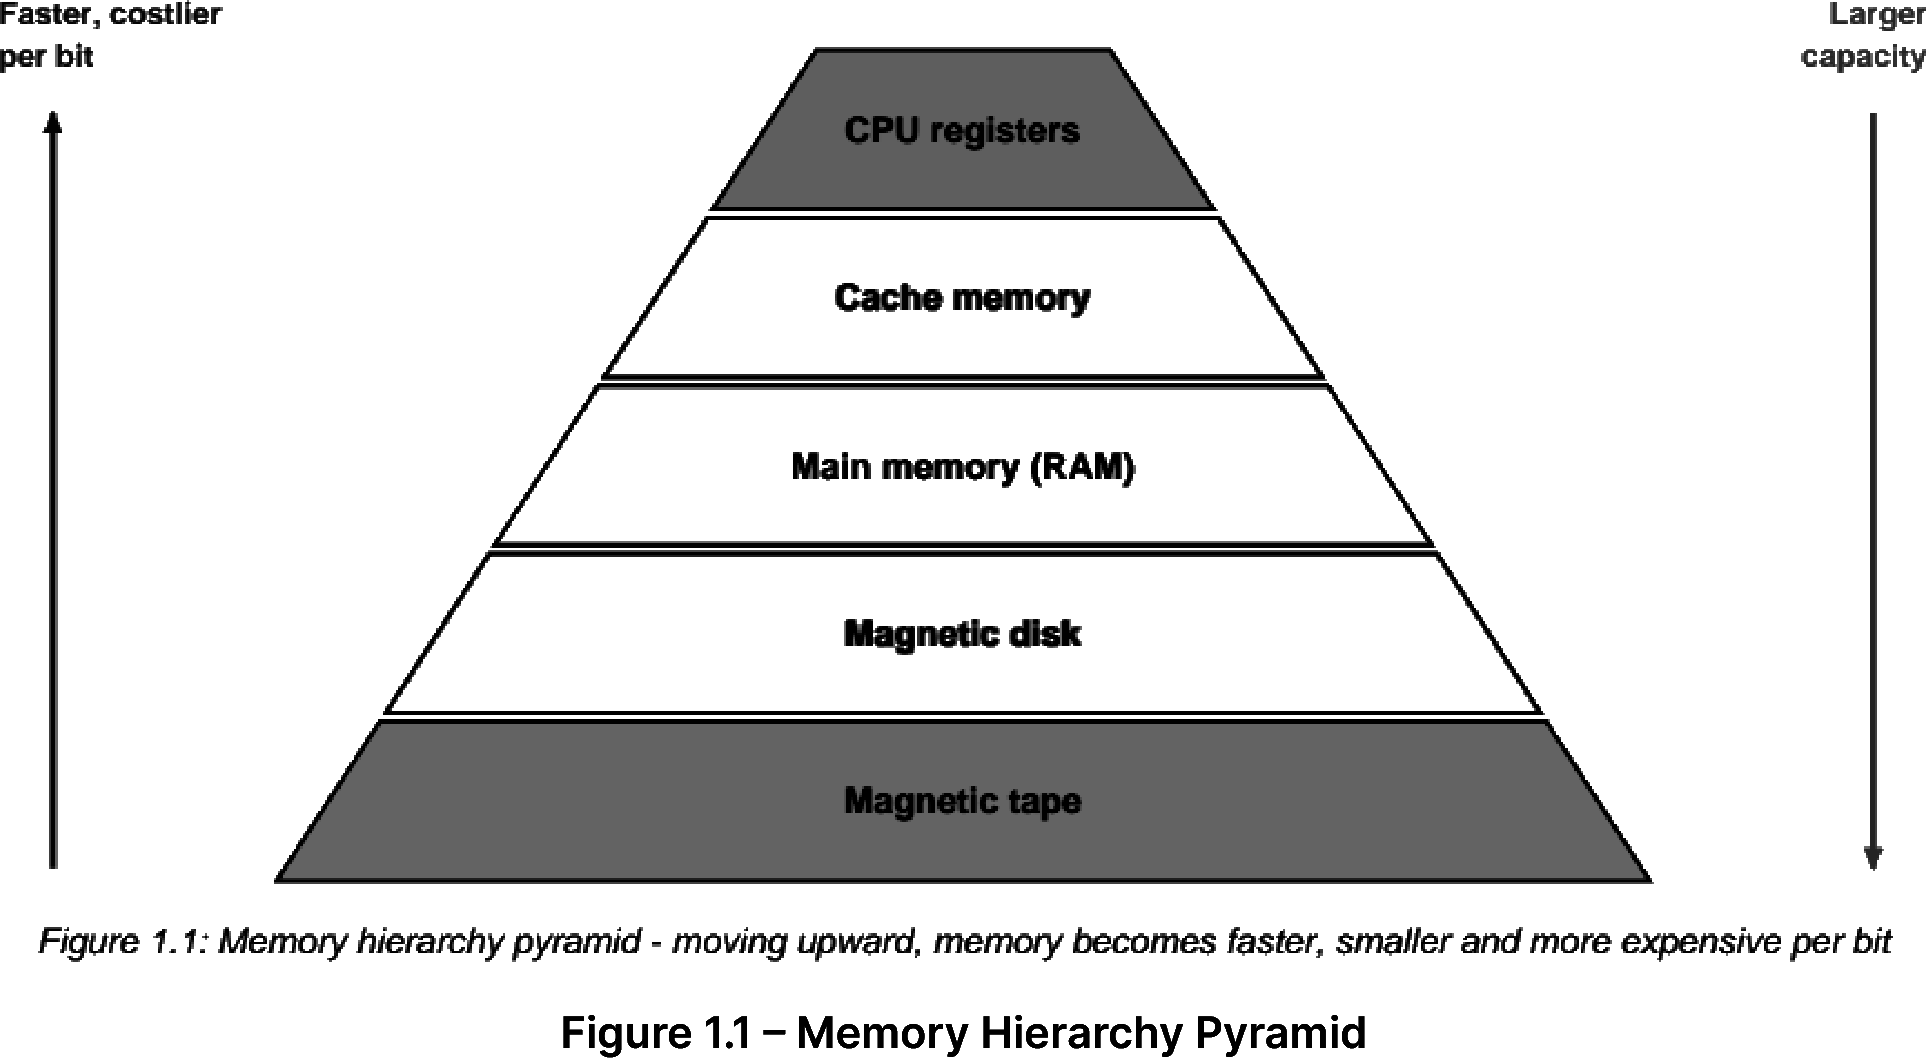 Faster, costlier
per bit
Larger
capacity
CPU registers
Cache memory
Main memory (RAM)
Magnetic disk
Magnetic tape
Figure 1.1: Memory hierarchy pyramid - moving upward, memory becomes faster, smaller and more expensive per bit
Figure 1.1 – Memory Hierarchy Pyramid